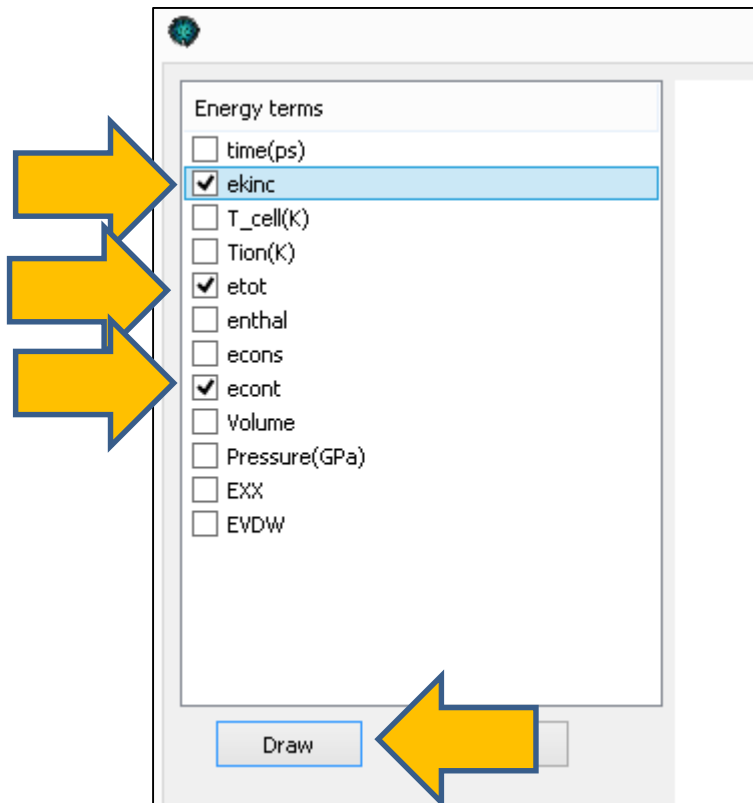 Energy terms
time(ps)
ekinc
T_cell(K)
Tion(K)
etot
enthal
econs
econt
Volume
Pressure(GPa)
EXX
EVDW
Draw